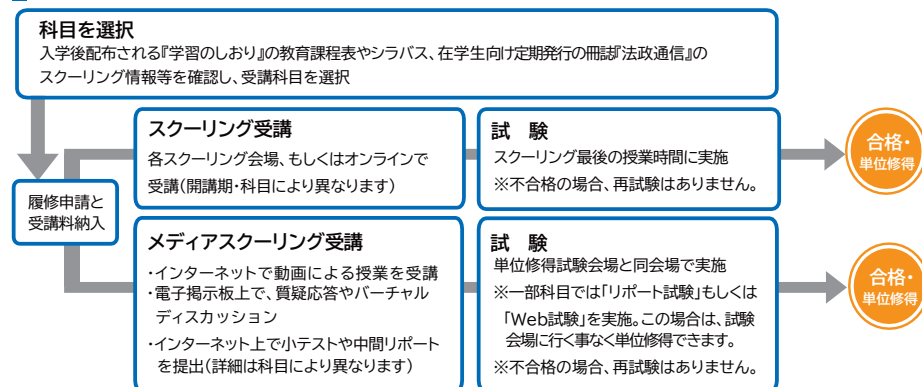 科目を選択
入学後配布される『学習のしおり』の教育課程表やシラバス、在学生向け定期発行の冊誌『法政通信』の
スクーリング情報等を確認し、受講科目を選択
履修申請と
受講料納入
スクーリング受講
各スクーリング会場、もしくはオンラインで
受講(開講期・科目により異なります)
試　験
スクーリング最後の授業時間に実施
※不合格の場合、再試験はありません。
合格・
単位修得
メディアスクーリング受講
・インターネットで動画による授業を受講
・電子掲示板上で、質疑応答やバーチャル
ディスカッション
・インターネット上で小テストや中間リポート
を提出(詳細は科目により異なります)
試　験
単位修得試験会場と同会場で実施
※一部科目では「リポート試験」もしくは
「Web試験」を実施。この場合は、試験
会場に行く事なく単位修得できます。
※不合格の場合、再試験はありません。
合格・
単位修得